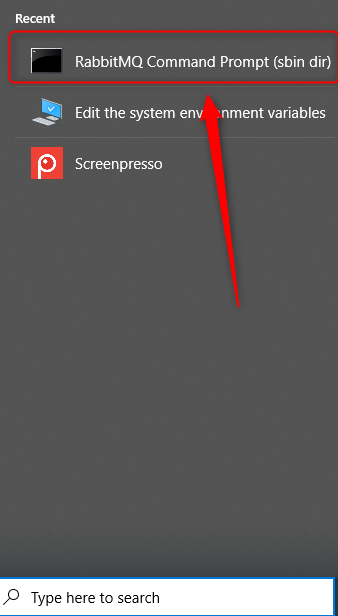 Recent
RabbitMQ Command Prompt (sbin dir)
Edit the system environment variables
Screenpresso
Type here to search